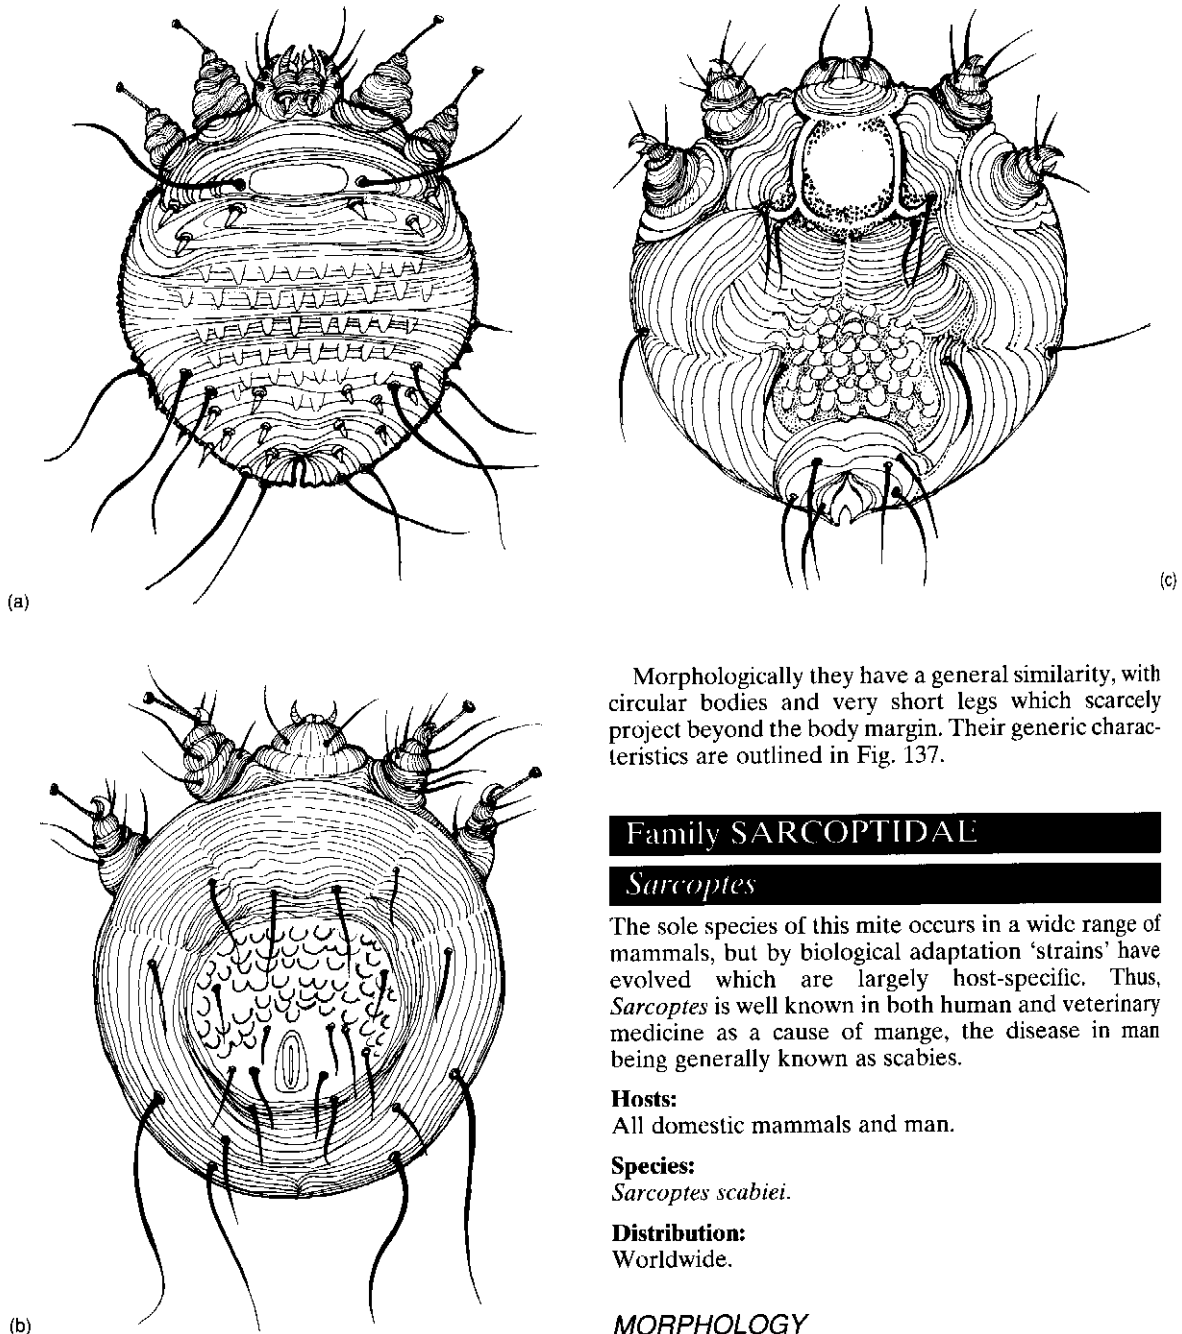 (a)
(c)
(b)
Morphologically they have a general similarity, with
circular bodies and very short legs which scarcely
project beyond the body margin. Their generic charac-
teristics are outlined in Fig. 137.
Family SARCOPTIDAE
Sarcoptes
The sole species of this mite occurs in a wide range of
mammals, but by biological adaptation ‘strains’ have
evolved which are largely host-specific. Thus,
Sarcoptes is well known in both human and veterinary
medicine as a cause of mange, the disease in man
being generally known as scabies.
Hosts:
All domestic mammals and man.
Species:
Sarcoptes scabiei.
Distribution:
Worldwide.
MORPHOLOGY